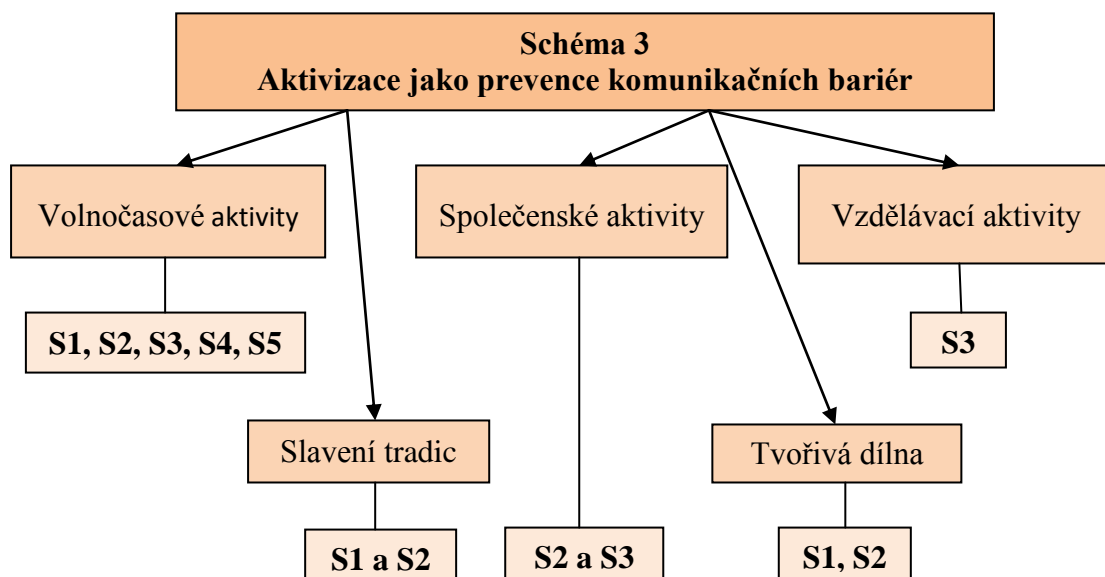 Schéma 3
Aktivizace jako prevence komunikačních bariér
Volnočasové aktivity
Společenské aktivity
Vzdělávací aktivity
S1, S2, S3, S4, S5
S3
Slavení tradic
Tvořivá dílna
S1 a S2
S2 a S3
S1, S2